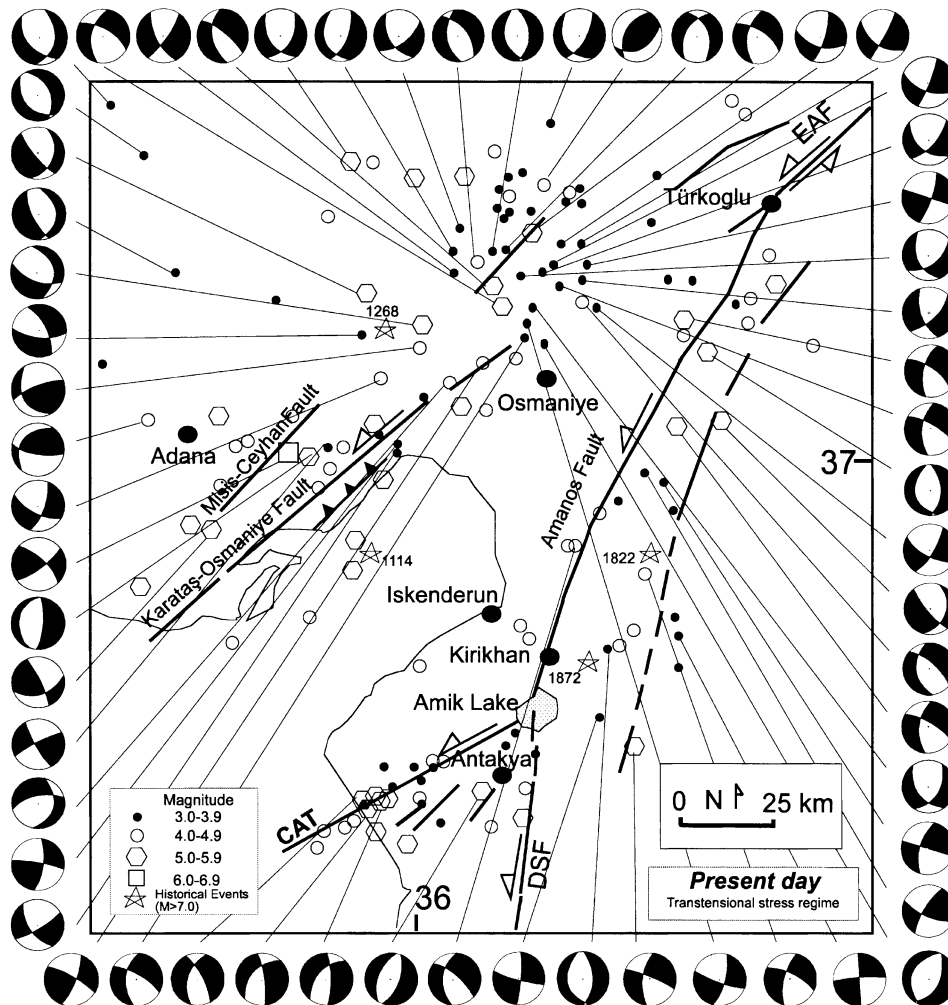 EAF
Türkoglu
1268
Osmaniye
Adana
Misis-Ceyhan Fault
Karataş-Osmaniye Fault
Amanos Fault
37
1114
1822
Iskenderun
Kirikhan
1872
Amik Lake
Antakya
CAT
DSF
Magnitude
3.0-3.9
4.0-4.9
5.0-5.9
6.0-6.9
Historical Events
(M>7.0)
36
0 N 25 km
Present day
Transtensional stress regime